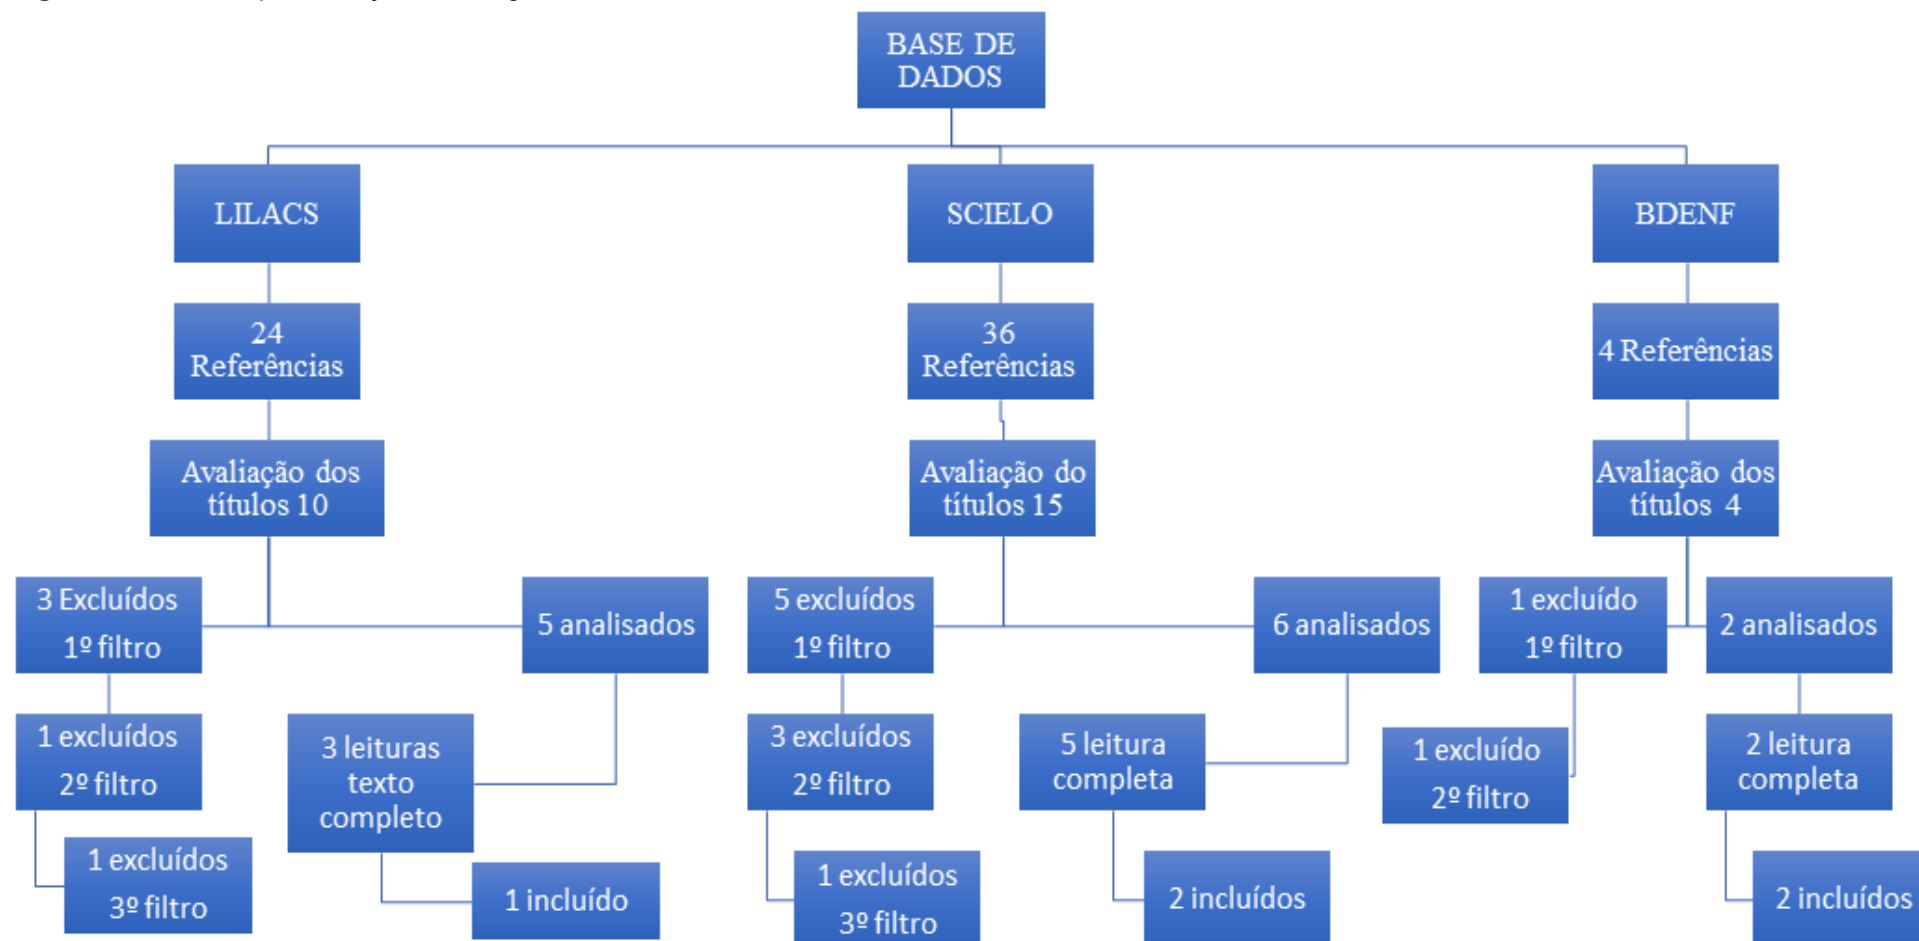 BASE DE
DADOS
LILACS
SCIELO
BDENF
24
Referências
36
Referências
4 Referências
Avaliação dos
títulos 10
Avaliação do
títulos 15
Avaliação dos
títulos 4
3 Excluídos
1º filtro
5 analisados
5 excluídos
1º filtro
6 analisados
1 excluído
1º filtro
2 analisados
1 excluídos
2º filtro
3 leituras
texto
completo
3 excluídos
2º filtro
5 leitura
completa
1 excluído
2º filtro
2 leitura
completa
1 excluídos
3º filtro
1 incluído
1 excluídos
3º filtro
2 incluídos
2 incluídos